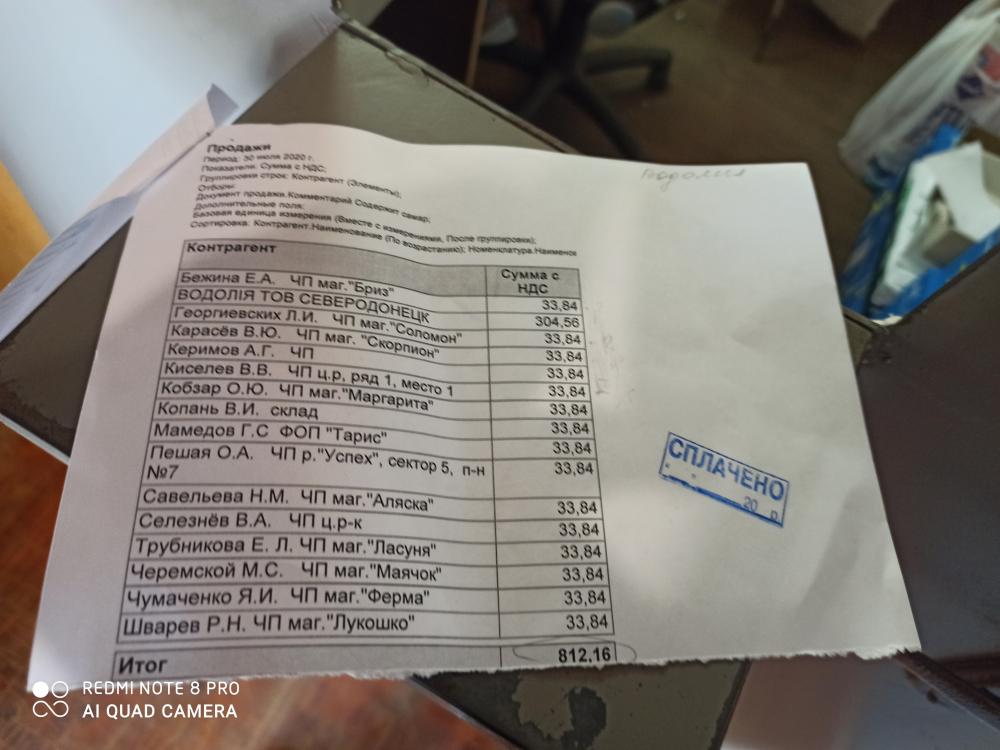 Продажи
Период: 30 июля 2020 г.
Показатели: Сумма с НДС;
Группировки строк: Контрагент (Элементы);
Отборы:
Документ продажи.Комментарий Содержит самар;
Дополнительные поля:
Базовая единица измерения (Вместе с измерениями, После группировки);
Сортировка: Контрагент.Наименование (По возрастанию); Номенклатура.Наименов
Контрагент Сумма с НДС
Бежина Е.А. ЧП маг."Бриз" 33,84
ВОДОЛІЯ ТОВ СЕВЕРОДОНЕЦК 304,56
Георгиевских Л.И. ЧП маг."Соломон" 33,84
Карасёв В.Ю. ЧП маг. "Скорпион" 33,84
Керимов А.Г. ЧП 33,84
Киселев В.В. ЧП ц.р, ряд 1, место 1 33,84
Кобзар О.Ю. ЧП маг."Маргарита" 33,84
Копань В.И. склад 33,84
Мамедов Г.С ФОП "Тарис" 33,84
Пешая О.А. ЧП р."Успех", сектор 5, п-н 33,84
№7
Савельева Н.М. ЧП маг."Аляска" 33,84
Селезнёв В.А. ЧП ц.р-к 33,84
Трубникова Е. Л. ЧП маг."Ласуня" 33,84
Черемской М.С. ЧП маг."Маячок" 33,84
Чумаченко Я.И. ЧП маг."Ферма" 33,84
Шварев Р.Н. ЧП маг."Лукошко" 33,84
Итог 812,16
СПЛАЧЕНО
20 р.
REDMI NOTE 8 PRO
AI QUAD CAMERA